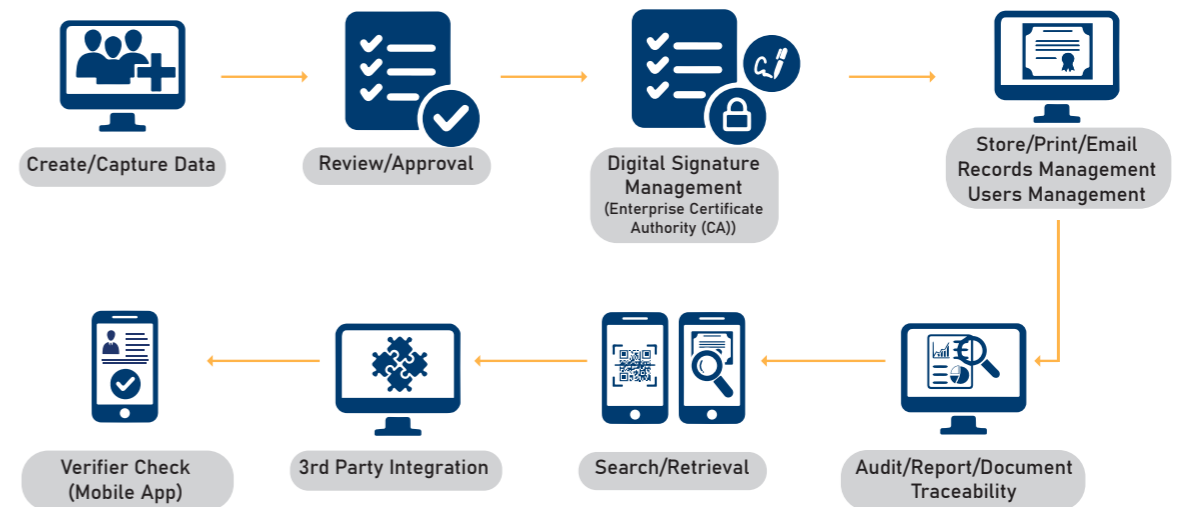 Create/Capture Data
Review/Approval
Digital Signature
Management
(Enterprise Certificate
Authority (CA))
Store/Print/Email
Records Management
Users Management
Verifier Check
(Mobile App)
3rd Party Integration
Search/Retrieval
Audit/Report/Document
Traceability